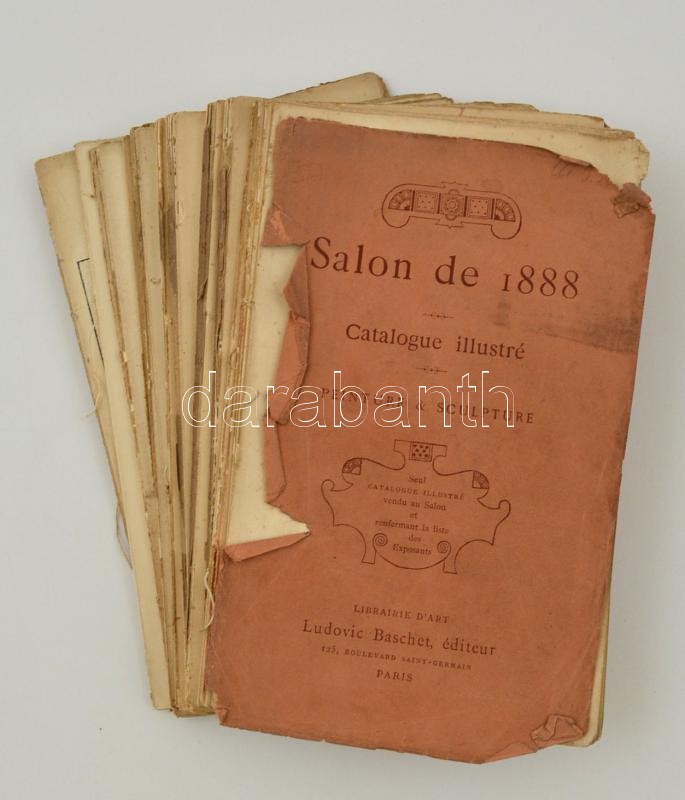 Salon de 1888
Catalogue illustré
PEINTURE & SCULPTURE
darabanth
Seul
CATALOGUE ILLUSTRÉ
vendu au Salon
et
renfermant la liste
des
Exposants
LIBRAIRIE D'ART
Ludovic Baschet, éditeur
125, BOULEVARD SAINT-GERMAIN
PARIS